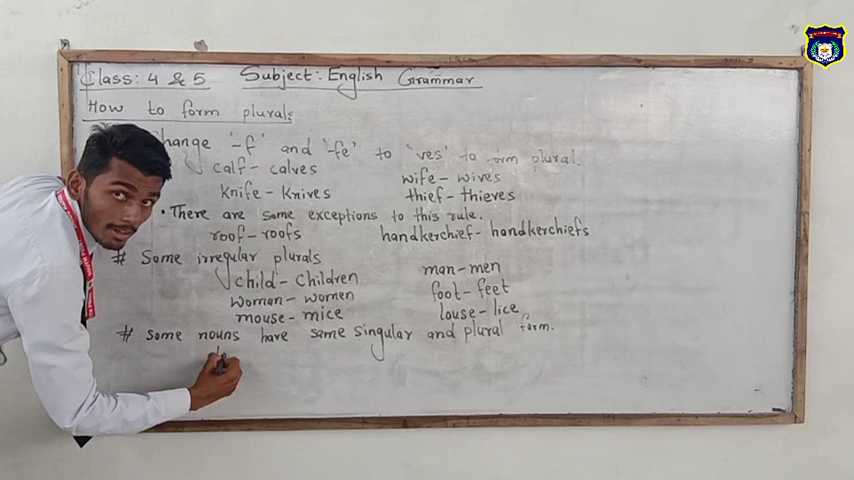 Class: 4 & 5 Subject: English Grammar
How to form plurals
change '-f' and '-fe' to 'ves' to form plural.
calf - calves wife - wives
knife - knives thief - thieves
• There are some exceptions to this rule.
roof - roofs handkerchief - handkerchiefs
# Some irregular plurals
child - children man - men
woman - women foot - feet
mouse - mice louse - lice
# some nouns have same singular and plural form.